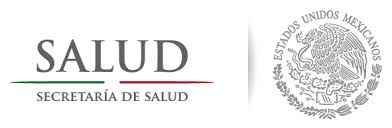 SALUD
SECRETARÍA DE SALUD
ESTADOS UNIDOS MEXICANOS